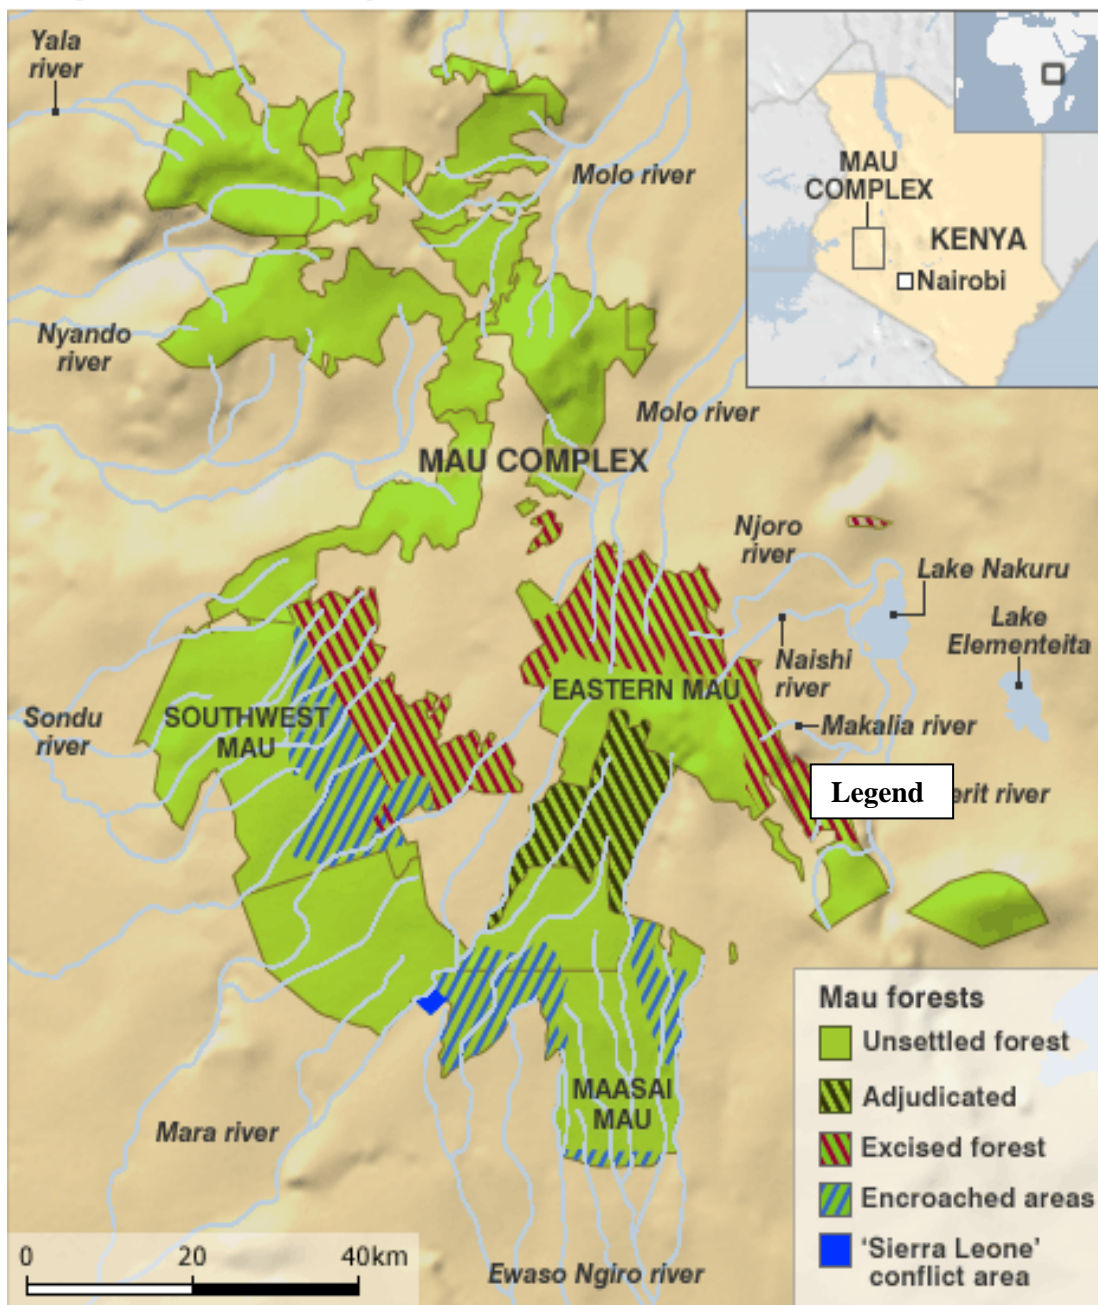 Yala
river
Molo river
MAU
COMPLEX
KENYA
Nairobi
Nyando
river
Molo river
MAU COMPLEX
Njoro
river
Lake Nakuru
Lake
Elementeita
Naishi
river
EASTERN MAU
Sondu
river
SOUTHWEST
MAU
Makalia river
Legend
erit river
Mau forests
Unsettled forest
Adjudicated
Excised forest
Encroached areas
‘Sierra Leone’
conflict area
MAASAI
MAU
Mara river
0 20 40km
Ewaso Ngiro river